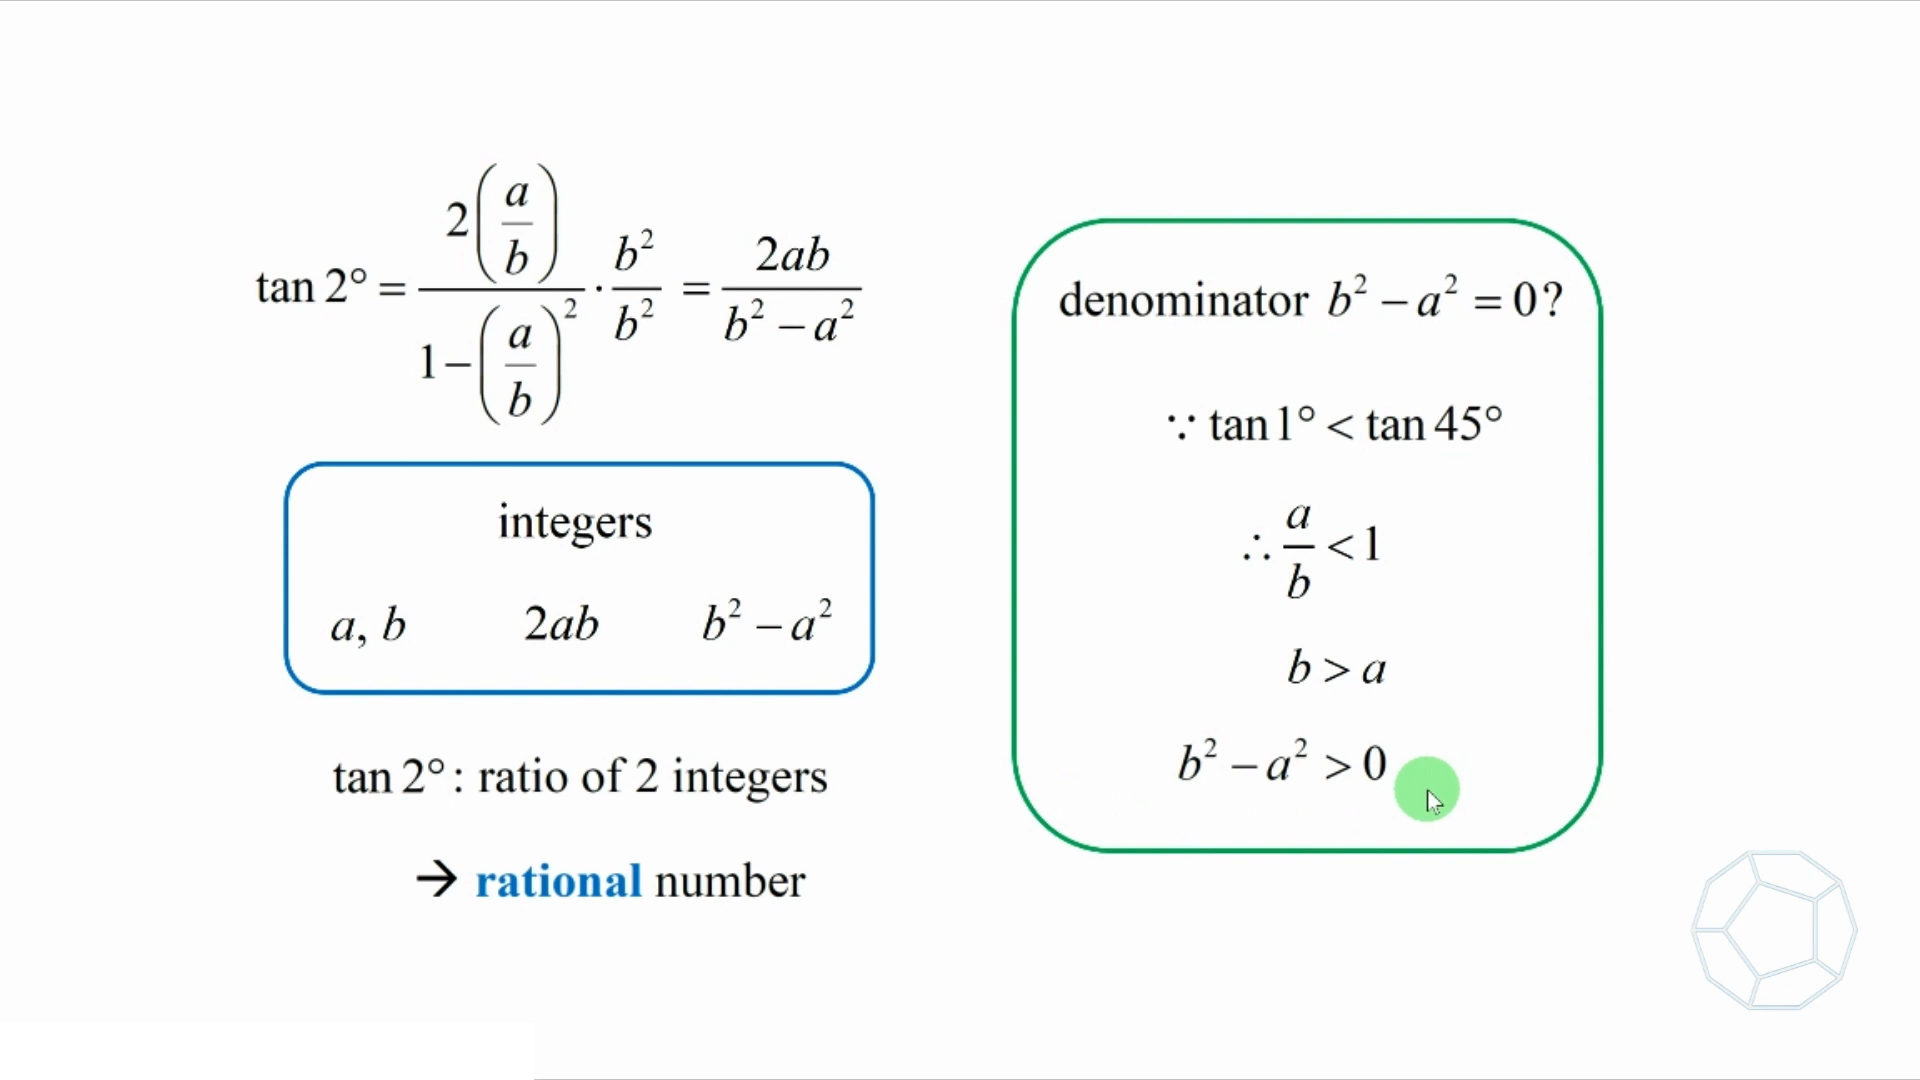 tan 2° = 2(a/b) / (1 − (a/b)²) · b²/b² = 2ab / (b² − a²)
integers
a, b 2ab b² − a²
tan 2° : ratio of 2 integers
→ rational number
denominator b² − a² = 0?
∵ tan 1° < tan 45°
∴ a/b < 1
b > a
b² − a² > 0